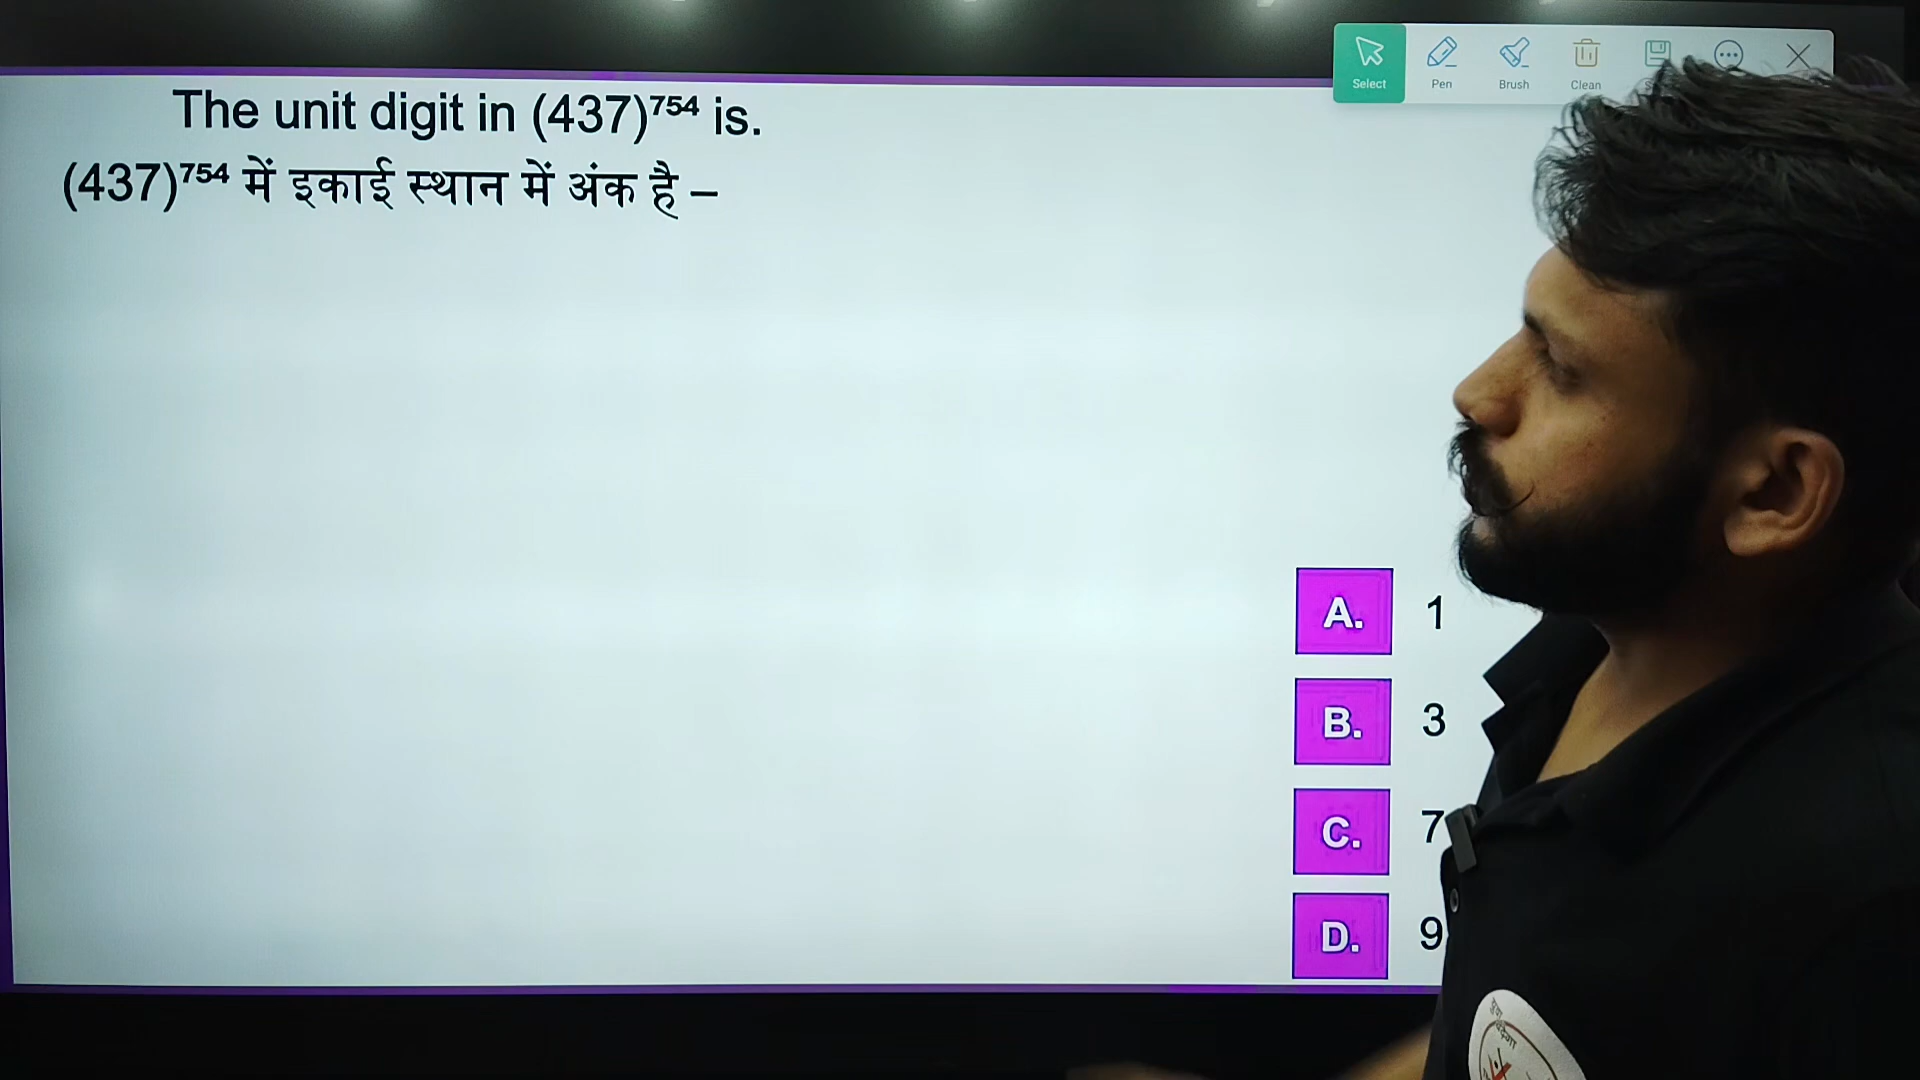 Select Pen Brush Clean
The unit digit in (437)⁷⁵⁴ is.
(437)⁷⁵⁴ में इकाई स्थान में अंक है –
A. 1
B. 3
C. 7
D. 9